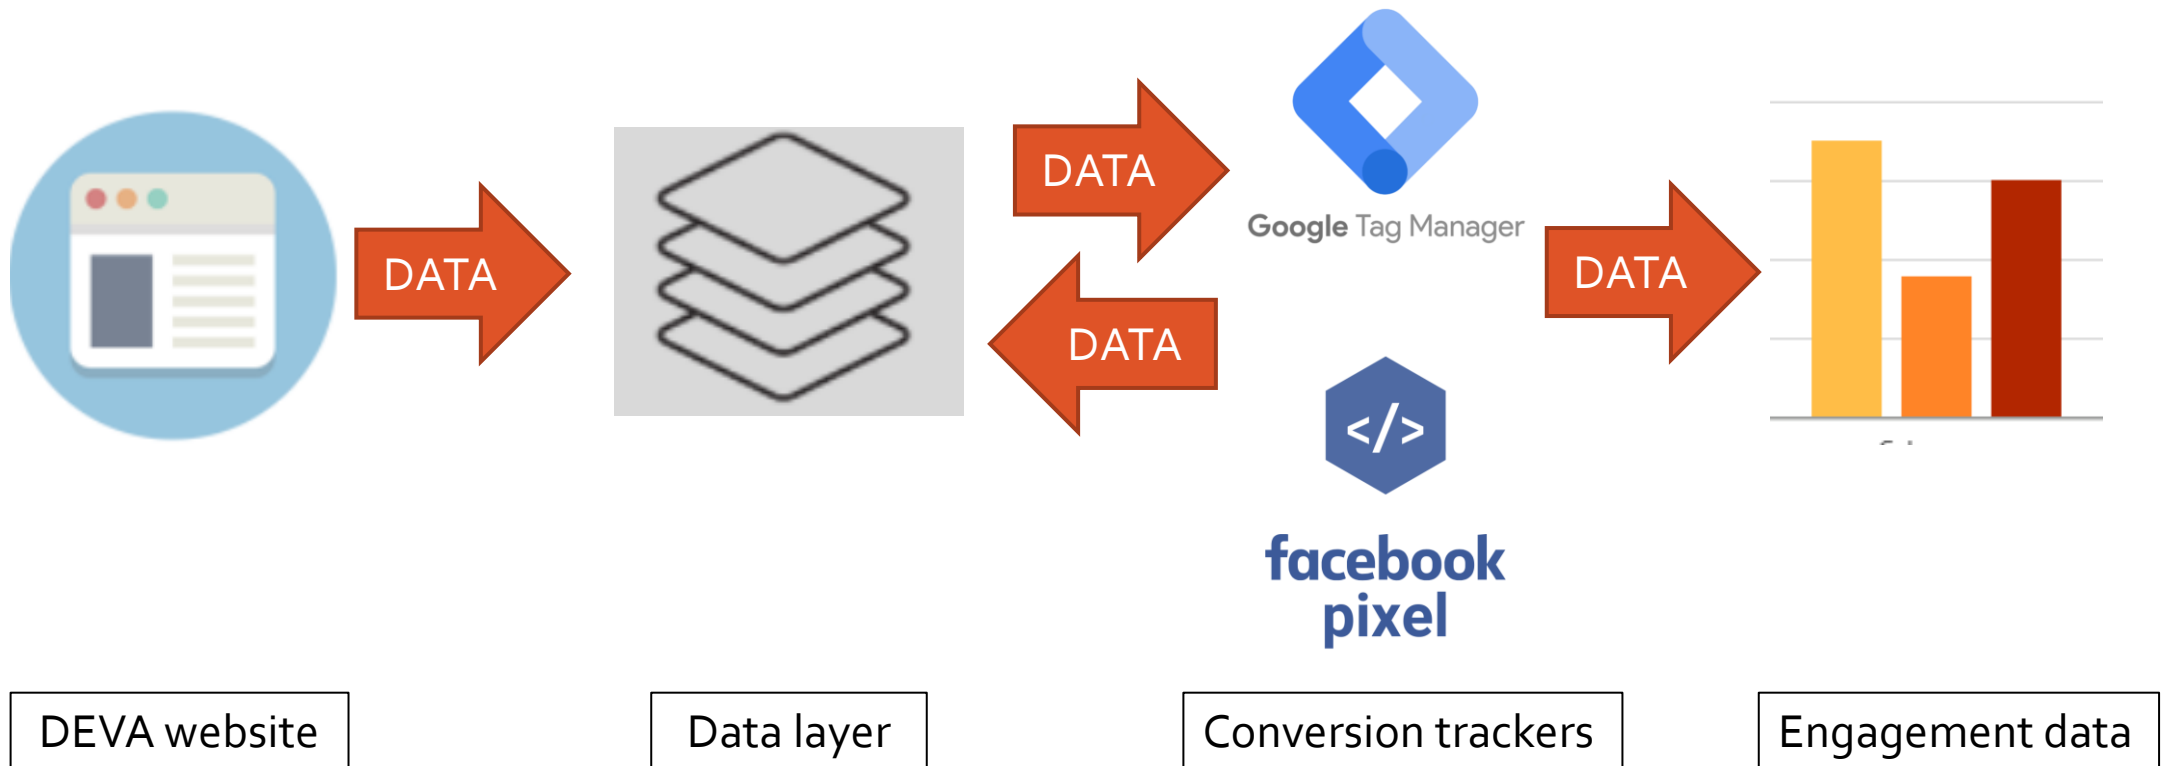 DATA
DATA
DATA
DATA
Google Tag Manager
</>
facebook
pixel
DEVA website
Data layer
Conversion trackers
Engagement data